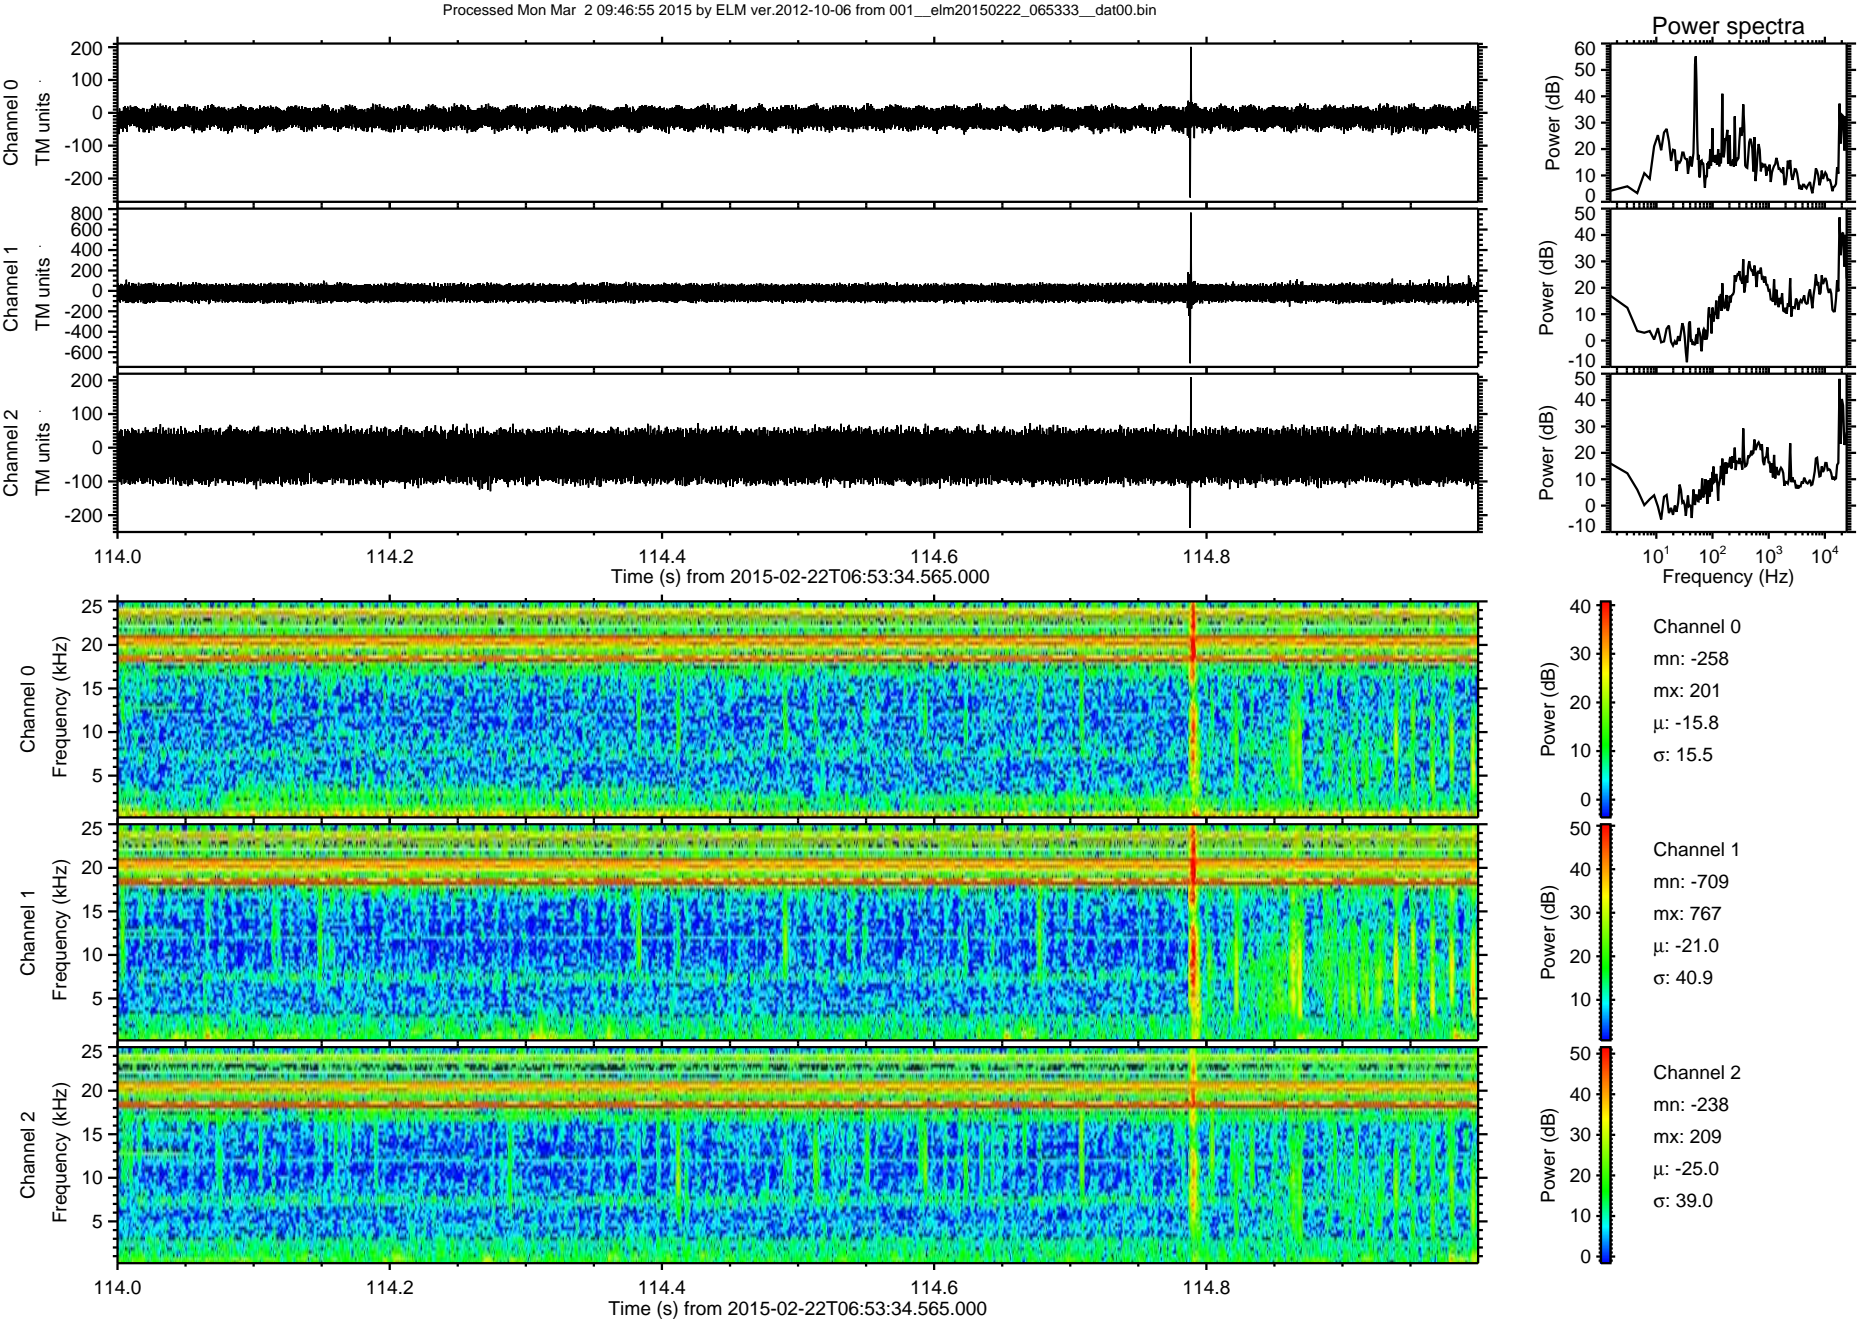 Processed Mon Mar  2 09:46:55 2015 by ELM ver.2012-10-06 from 001__elm20150222_065333__dat00.bin
Power spectra
Channel 0
TM units
200
100
0
-100
-200
Power (dB)
60
50
40
30
20
10
0
Channel 1
TM units
800
600
400
200
0
-200
-400
-600
Power (dB)
50
40
30
20
10
0
-10
Channel 2
TM units
200
100
0
-100
-200
Power (dB)
50
40
30
20
10
0
-10
114.0 114.2 114.4 114.6 114.8
Time (s) from 2015-02-22T06:53:34.565.000
10¹ 10² 10³ 10⁴
Frequency (Hz)
Channel 0
Frequency (kHz)
25
20
15
10
5
Power (dB)
40
30
20
10
0
Channel 0
mn: -258
mx: 201
μ: -15.8
σ: 15.5
Channel 1
Frequency (kHz)
25
20
15
10
5
Power (dB)
50
40
30
20
10
Channel 1
mn: -709
mx: 767
μ: -21.0
σ: 40.9
Channel 2
Frequency (kHz)
25
20
15
10
5
Power (dB)
50
40
30
20
10
0
Channel 2
mn: -238
mx: 209
μ: -25.0
σ: 39.0
114.0 114.2 114.4 114.6 114.8
Time (s) from 2015-02-22T06:53:34.565.000